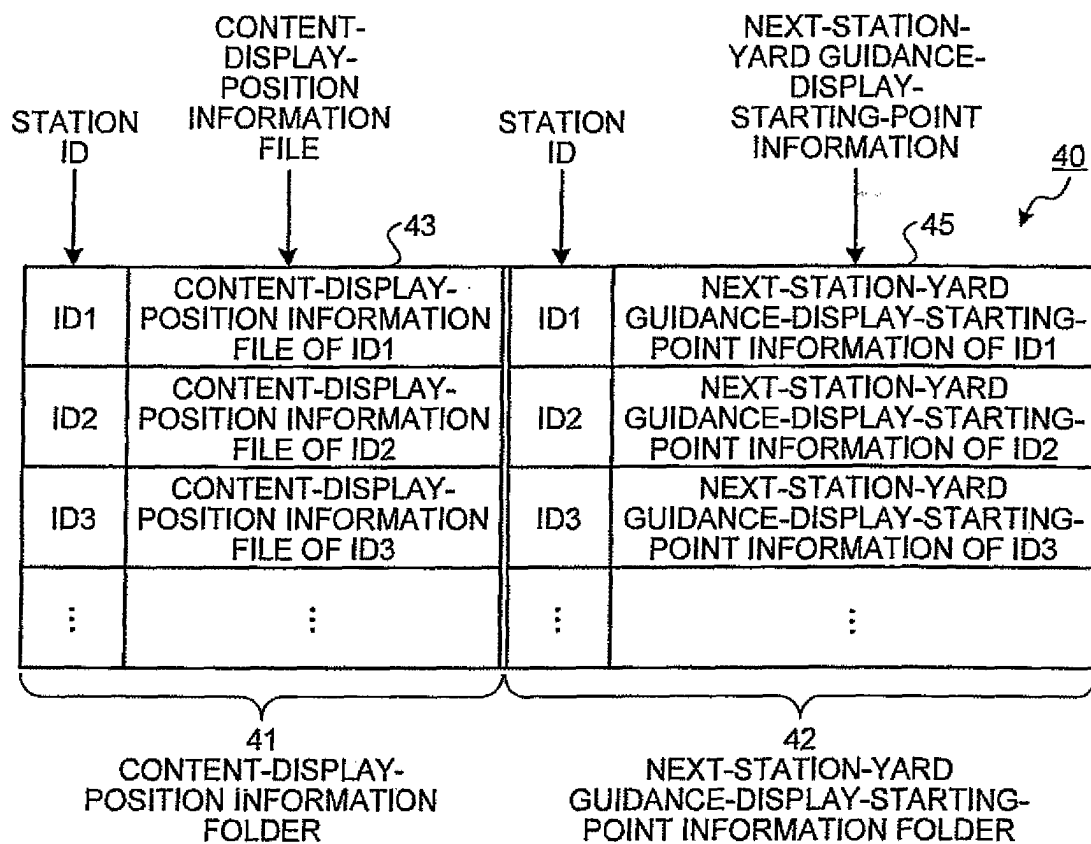 STATION
ID
CONTENT-
DISPLAY-
POSITION
INFORMATION
FILE
STATION
ID
NEXT-STATION-
YARD GUIDANCE-
DISPLAY-
STARTING-POINT
INFORMATION
40
43
45
ID1
CONTENT-DISPLAY-
POSITION INFORMATION
FILE OF ID1
ID1
NEXT-STATION-YARD
GUIDANCE-DISPLAY-STARTING-
POINT INFORMATION OF ID1
ID2
CONTENT-DISPLAY-
POSITION INFORMATION
FILE OF ID2
ID2
NEXT-STATION-YARD
GUIDANCE-DISPLAY-STARTING-
POINT INFORMATION OF ID2
ID3
CONTENT-DISPLAY-
POSITION INFORMATION
FILE OF ID3
ID3
NEXT-STATION-YARD
GUIDANCE-DISPLAY-STARTING-
POINT INFORMATION OF ID3
⋮
⋮
⋮
⋮
41
CONTENT-DISPLAY-
POSITION INFORMATION
FOLDER
42
NEXT-STATION-YARD
GUIDANCE-DISPLAY-STARTING-
POINT INFORMATION FOLDER